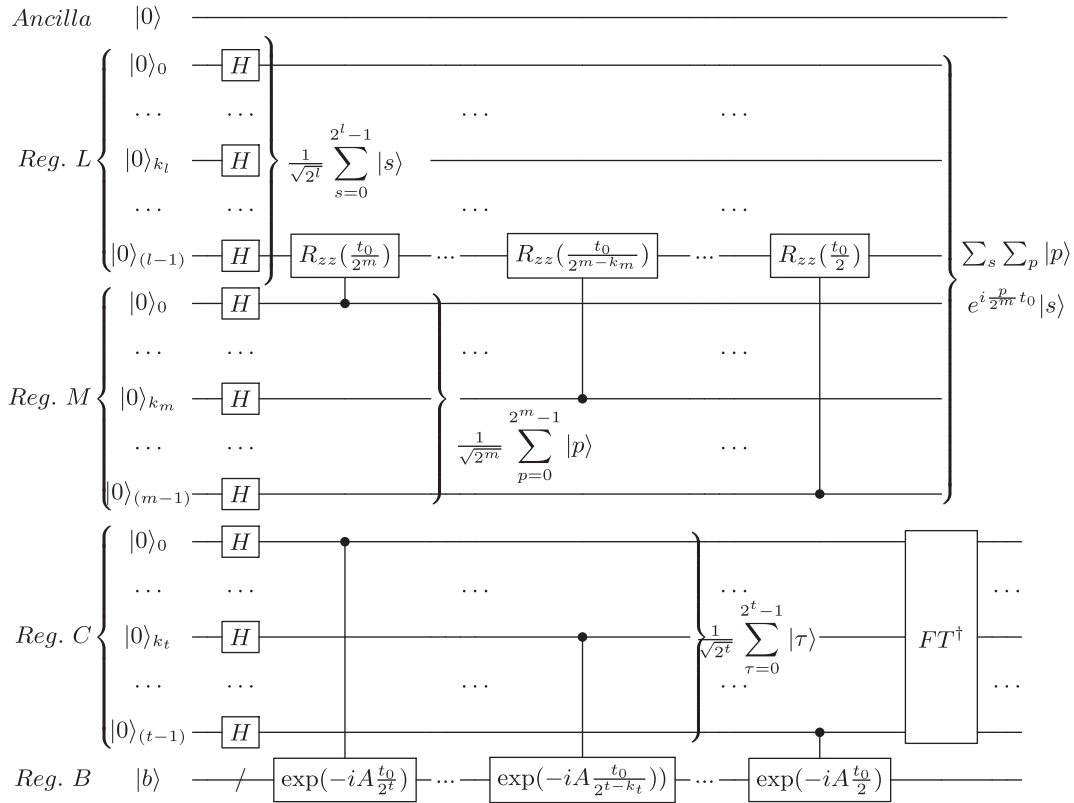 Ancilla |0⟩
|0⟩_0 H
... ... ... ...
Reg. L |0⟩_{k_l} H \frac{1}{\sqrt{2^l}} \sum_{s=0}^{2^l-1} |s⟩
... ... ... ...
|0⟩_{(l-1)} H R_{zz}(\frac{t_0}{2^m}) ... R_{zz}(\frac{t_0}{2^{m-k_m}}) ... R_{zz}(\frac{t_0}{2})
\sum_s \sum_p |p⟩
e^{i\frac{p}{2^m}t_0}|s⟩
|0⟩_0 H
... ... ... ...
Reg. M |0⟩_{k_m} H
... ... \frac{1}{\sqrt{2^m}} \sum_{p=0}^{2^m-1} |p⟩ ...
|0⟩_{(m-1)} H
|0⟩_0 H
... ... ... ... ...
Reg. C |0⟩_{k_t} H \frac{1}{\sqrt{2^t}} \sum_{τ=0}^{2^t-1} |τ⟩ FT^†
... ... ... ... ...
|0⟩_{(t-1)} H
Reg. B |b⟩ / exp(-iA\frac{t_0}{2^t}) ... exp(-iA\frac{t_0}{2^{t-k_t}})) ... exp(-iA\frac{t_0}{2})